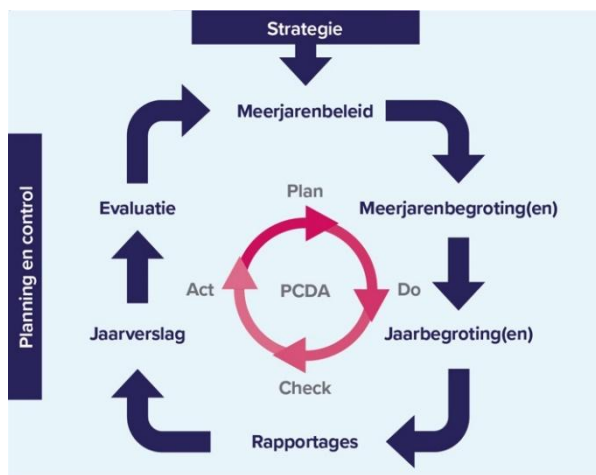 Strategie
Meerjarenbeleid
Planning en control
Plan
Evaluatie
Meerjarenbegroting(en)
Act
PCDA
Do
Jaarverslag
Jaarbegroting(en)
Check
Rapportages